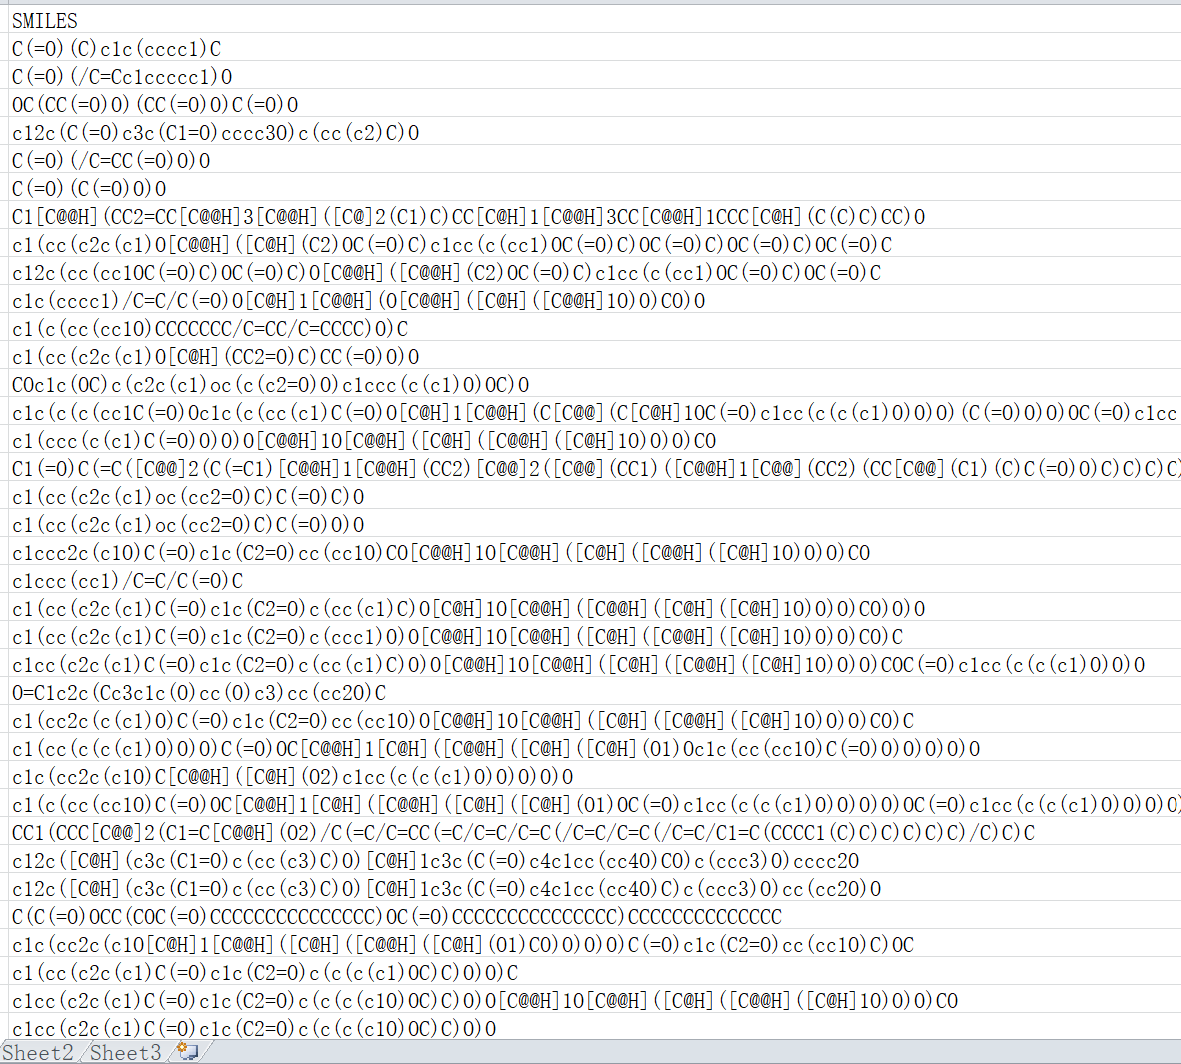 SMILES
C(=O)(C)c1c(cccc1)C
C(=O)(/C=Cc1ccccc1)O
OC(CC(=O)O)(CC(=O)O)C(=O)O
c12c(C(=O)c3c(C1=O)cccc3O)c(cc(c2)C)O
C(=O)(/C=CC(=O)O)O
C(=O)(C(=O)O)O
C1[C@@H](CC2=CC[C@@H]3[C@@H]([C@]2(C1)C)CC[C@H]1[C@@H]3CC[C@@H]1CCC[C@H](C(C)C)CC)O
c1(cc(c2c(c1)O[C@@H]([C@H](C2)OC(=O)C)c1cc(c(cc1)OC(=O)C)OC(=O)C)OC(=O)C)OC(=O)C
c12c(cc(cc1OC(=O)C)OC(=O)C)O[C@@H]([C@@H](C2)OC(=O)C)c1cc(c(cc1)OC(=O)C)OC(=O)C
c1c(cccc1)/C=C/C(=O)O[C@H]1[C@@H](O[C@@H]([C@H]([C@@H]1O)O)CO)O
c1(c(cc(cc1O)CCCCCCC/C=CC/C=CCCC)O)C
c1(cc(c2c(c1)O[C@H](CC2=O)C)CC(=O)O)O
COc1c(OC)c(c2c(c1)oc(c(c2=O)O)c1ccc(c(c1)O)OC)O
c1c(c(c(cc1C(=O)Oc1c(c(cc(c1)C(=O)O[C@H]1[C@@H](C[C@@](C[C@H]1OC(=O)c1cc(c(c(c1)O)O)O)(C(=O)O)O)OC(=O)c1cc
c1(ccc(c(c1)C(=O)O)O)O[C@@H]1O[C@@H]([C@H]([C@@H]([C@H]1O)O)O)CO
C1(=O)C(=C([C@@]2(C(=C1)[C@@H]1[C@@H](CC2)[C@@]2([C@@](CC1)([C@@H]1[C@@](CC2)(CC[C@@](C1)(C)C(=O)O)C)C)C)C)
c1(cc(c2c(c1)oc(cc2=O)C)C(=O)C)O
c1(cc(c2c(c1)oc(cc2=O)C)C(=O)O)O
c1ccc2c(c1O)C(=O)c1c(C2=O)cc(cc1O)CO[C@@H]1O[C@@H]([C@H]([C@@H]([C@H]1O)O)O)CO
c1ccc(cc1)/C=C/C(=O)C
c1(cc(c2c(c1)C(=O)c1c(C2=O)c(cc(c1)C)O[C@H]1O[C@@H]([C@@H]([C@H]([C@H]1O)O)O)CO)O)O
c1(cc(c2c(c1)C(=O)c1c(C2=O)c(ccc1)O)O[C@@H]1O[C@@H]([C@H]([C@@H]([C@H]1O)O)O)CO)C
c1cc(c2c(c1)C(=O)c1c(C2=O)c(cc(c1)C)O)O[C@@H]1O[C@@H]([C@H]([C@@H]([C@H]1O)O)O)COC(=O)c1cc(c(c(c1)O)O)O
O=C1c2c(Cc3c1c(O)cc(O)c3)cc(cc2O)C
c1(cc2c(c(c1)O)C(=O)c1c(C2=O)cc(cc1O)O[C@@H]1O[C@@H]([C@H]([C@@H]([C@H]1O)O)O)CO)C
c1(cc(c(c(c1)O)O)O)C(=O)OC[C@@H]1[C@H]([C@@H]([C@H]([C@H](O1)Oc1c(cc(cc1O)C(=O)O)O)O)O)O
c1c(cc2c(c1O)C[C@@H]([C@H](O2)c1cc(c(c(c1)O)O)O)O)O
c1(c(cc(cc1O)C(=O)OC[C@@H]1[C@H]([C@@H]([C@H]([C@H](O1)OC(=O)c1cc(c(c(c1)O)O)O)O)OC(=O)c1cc(c(c(c1)O)O)O)O)
CC1(CCC[C@@]2(C1=C[C@@H](O2)/C(=C/C=CC(=C/C=C/C=C(/C=C/C=C(/C=C/C1=C(CCCC1(C)C)C)C)C)/C)C)C
c12c([C@H](c3c(C1=O)c(cc(c3)C)O)[C@H]1c3c(C(=O)c4c1cc(cc4O)CO)c(ccc3)O)cccc2O
c12c([C@H](c3c(C1=O)c(cc(c3)C)O)[C@H]1c3c(C(=O)c4c1cc(cc4O)C)c(ccc3)O)cc(cc2O)O
C(C(=O)OCC(COC(=O)CCCCCCCCCCCCCCC)OC(=O)CCCCCCCCCCCCCCC)CCCCCCCCCCCCCC
c1c(cc2c(c1O[C@H]1[C@@H]([C@H]([C@@H]([C@H](O1)CO)O)O)O)C(=O)c1c(C2=O)cc(cc1O)C)OC
c1(cc(c2c(c1)C(=O)c1c(C2=O)c(c(c(c1)OC)C)O)O)C
c1cc(c2c(c1)C(=O)c1c(C2=O)c(c(c(c1O)OC)C)O)O[C@@H]1O[C@@H]([C@H]([C@@H]([C@H]1O)O)O)CO
c1cc(c2c(c1)C(=O)c1c(C2=O)c(c(c(c1O)OC)C)O)O
Sheet2 Sheet3